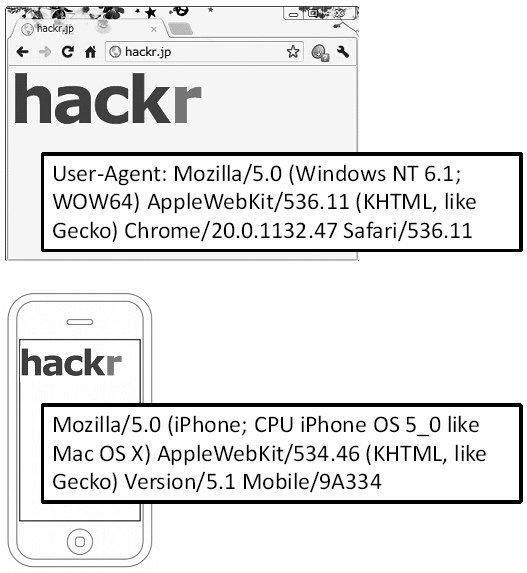 hackr.jp
hackr.jp
hackr
User-Agent: Mozilla/5.0 (Windows NT 6.1;
WOW64) AppleWebKit/536.11 (KHTML, like
Gecko) Chrome/20.0.1132.47 Safari/536.11
hackr
Mozilla/5.0 (iPhone; CPU iPhone OS 5_0 like
Mac OS X) AppleWebKit/534.46 (KHTML, like
Gecko) Version/5.1 Mobile/9A334